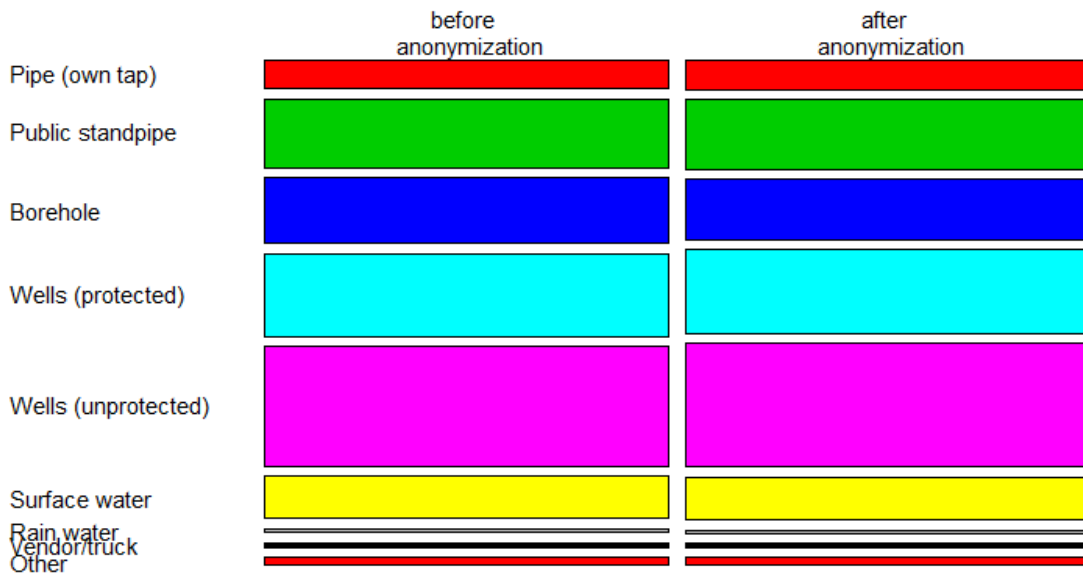 before
anonymization
after
anonymization
Pipe (own tap)
Public standpipe
Borehole
Wells (protected)
Wells (unprotected)
Surface water
Rain water
Vendor/truck
Other